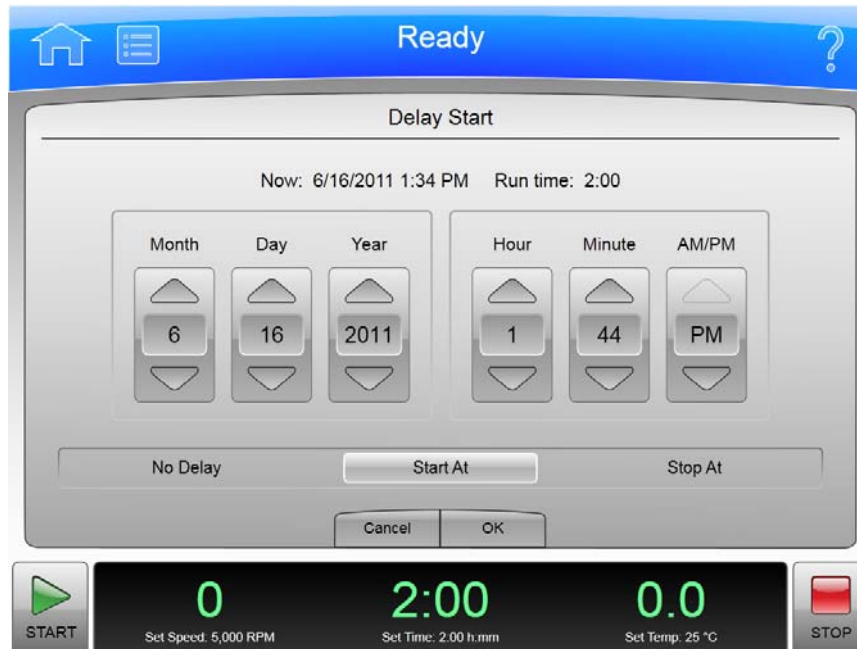 Ready
Delay Start
Now: 6/16/2011 1:34 PM Run time: 2:00
Month Day Year Hour Minute AM/PM
6 16 2011 1 44 PM
No Delay Start At Stop At
Cancel OK
0 2:00 0.0
START Set Speed: 5,000 RPM Set Time: 2:00 h:mm Set Temp: 25 °C STOP